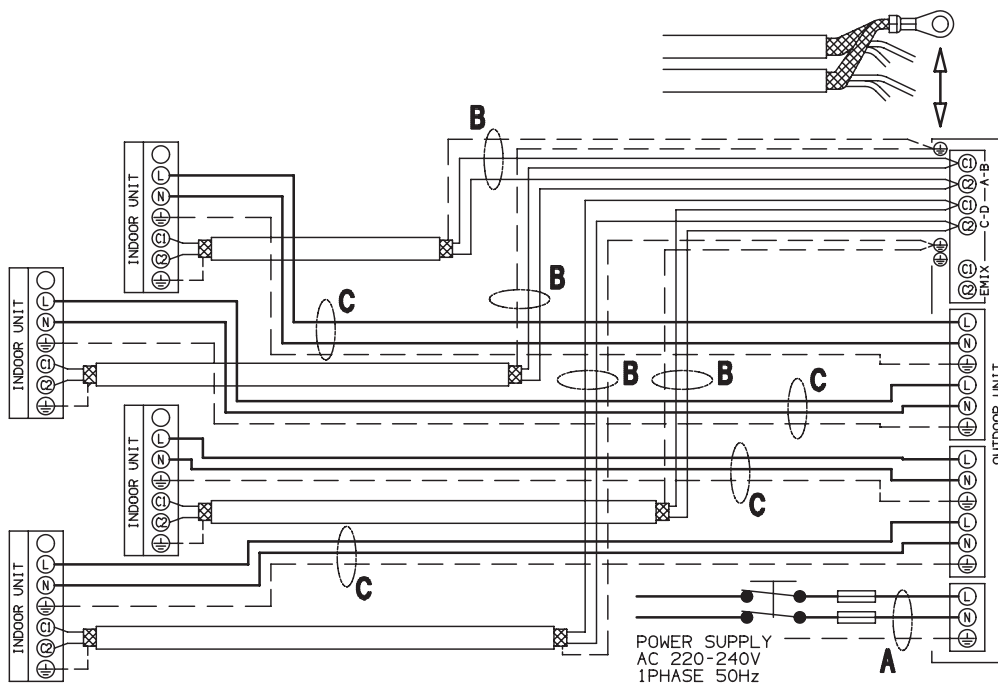 B
INDOOR UNIT
L
N
C1
C2
C1
C2
C1
C2
A-B
C-D
C1
C2
EMIX
INDOOR UNIT
L
N
C1
C2
C
B
L
N
L
N
B
B
C
OUTDOOR UNIT
INDOOR UNIT
L
N
C1
C2
C
L
N
L
N
INDOOR UNIT
L
N
C1
C2
C
L
N
A
POWER SUPPLY
AC 220-240V
1PHASE 50Hz